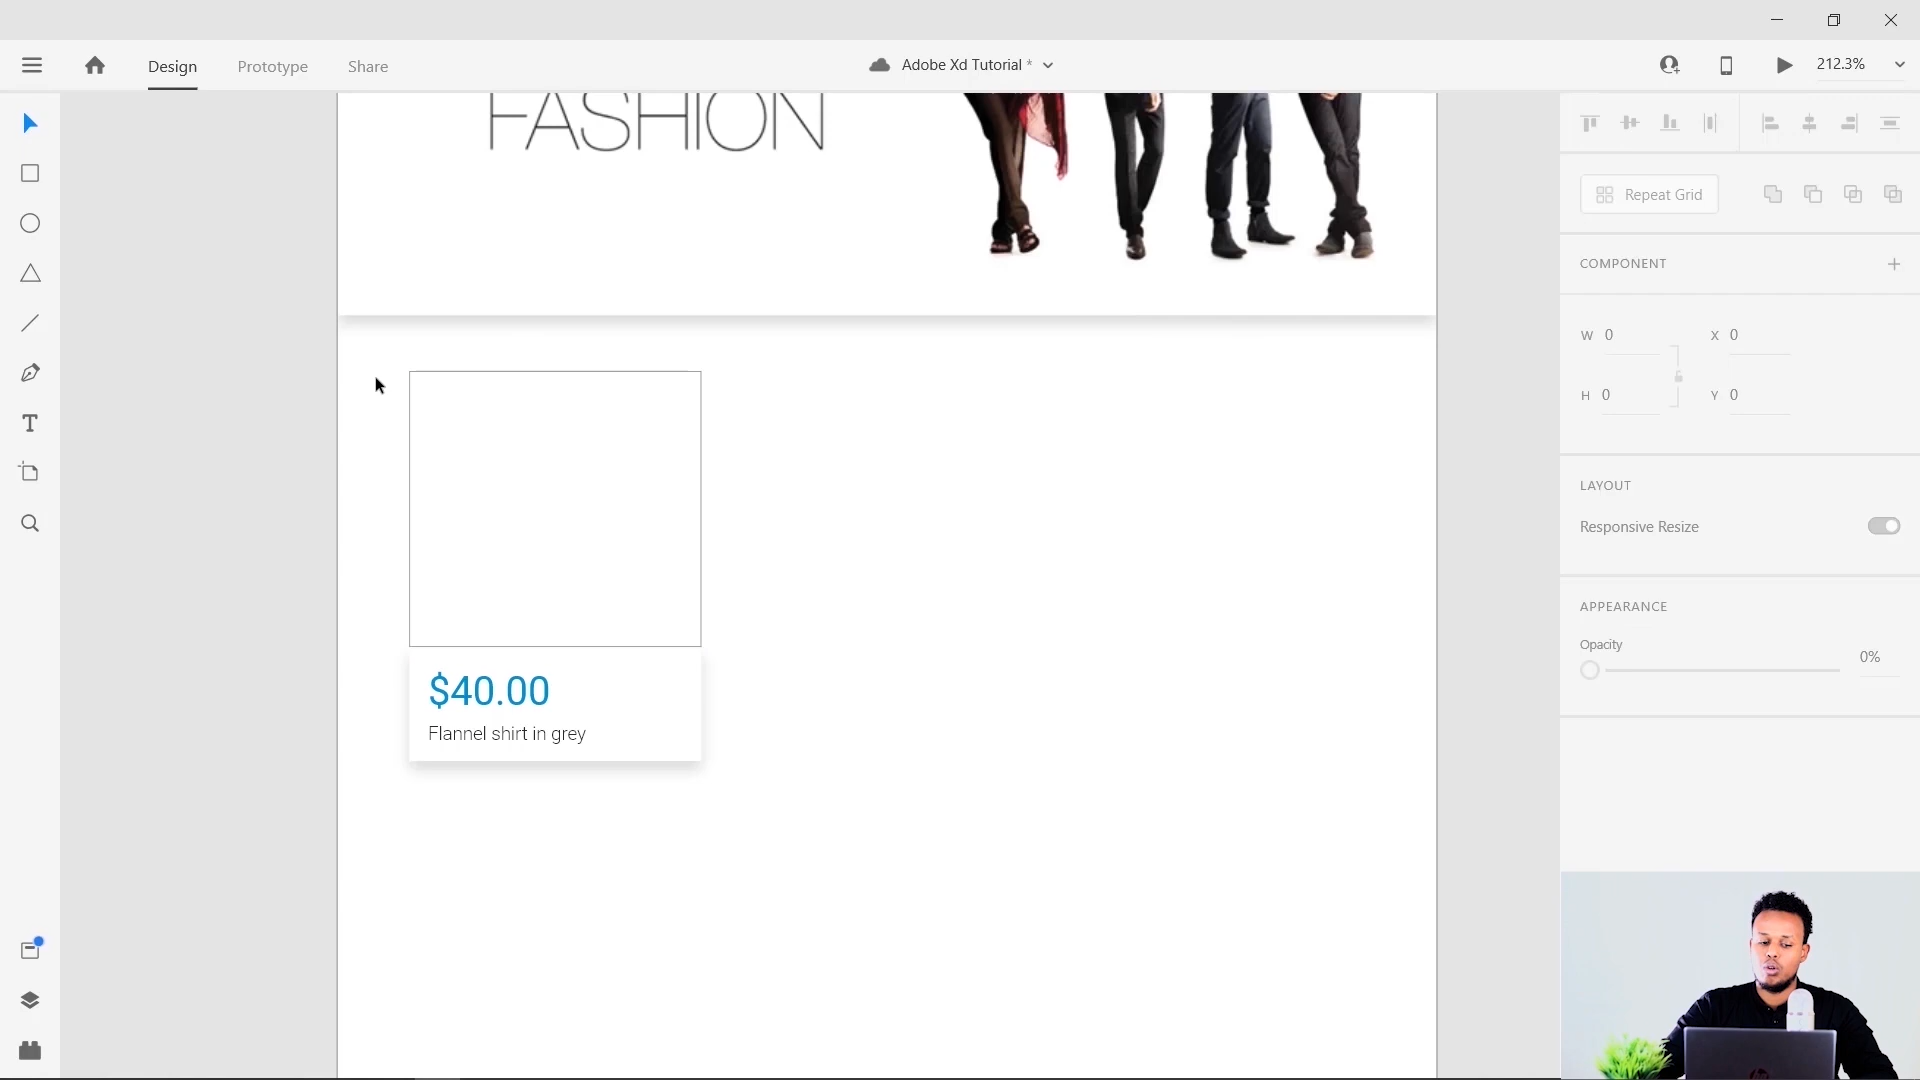 Design
Prototype
Share
Adobe Xd Tutorial *
212.3%
FASHION
Repeat Grid
COMPONENT
W 0
X 0
H 0
Y 0
LAYOUT
Responsive Resize
APPEARANCE
Opacity
0%
$40.00
Flannel shirt in grey
T